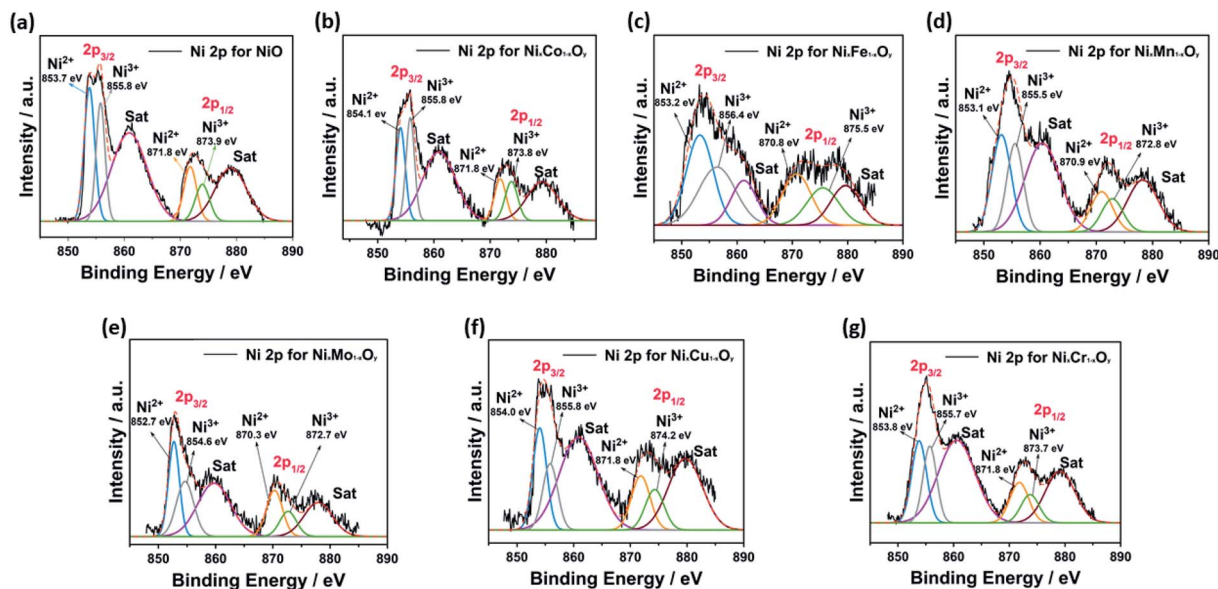 (a)
Ni 2p for NiO
2p3/2
Ni2+
853.7 eV
Ni3+
855.8 eV
Sat
2p1/2
Ni2+
871.8 eV
Ni3+
873.9 eV
Sat
Intensity / a.u.
850 860 870 880 890
Binding Energy / eV
(b)
Ni 2p for NixCo1-xOy
2p3/2
Ni2+
854.1 ev
Ni3+
855.8 eV
Sat
2p1/2
Ni2+
871.8 eV
Ni3+
873.8 eV
Sat
Intensity / a.u.
850 860 870 880
Binding Energy / eV
(c)
Ni 2p for NixFe1-xOy
2p3/2
Ni2+
853.2 eV
Ni3+
856.4 eV
Sat
Ni2+
870.8 eV
2p1/2
Ni3+
875.5 eV
Sat
Intensity / a.u.
850 860 870 880 890
Binding Energy / eV
(d)
Ni 2p for NixMn1-xOy
2p3/2
Ni2+
853.1 eV
Ni3+
855.5 eV
Sat
2p1/2
Ni2+
870.9 eV
Ni3+
872.8 eV
Sat
Intensity / a.u.
850 860 870 880 890
Binding Energy / eV
(e)
Ni 2p for NixMo1-xOy
2p3/2
Ni2+
852.7 eV
Ni3+
854.6 eV
Sat
Ni2+
870.3 eV
2p1/2
Ni3+
872.7 eV
Sat
Intensity / a.u.
850 860 870 880 890
Binding Energy / eV
(f)
Ni 2p for NixCu1-xOy
2p3/2
Ni2+
854.0 eV
Ni3+
855.8 eV
Sat
2p1/2
Ni2+
871.8 eV
Ni3+
874.2 eV
Sat
Intensity / a.u.
850 860 870 880 890
Binding Energy / eV
(g)
Ni 2p for NixCr1-xOy
2p3/2
Ni2+
853.8 eV
Ni3+
855.7 eV
Sat
2p1/2
Ni2+
871.8 eV
Ni3+
873.7 eV
Sat
Intensity / a.u.
850 860 870 880 890
Binding Energy / eV